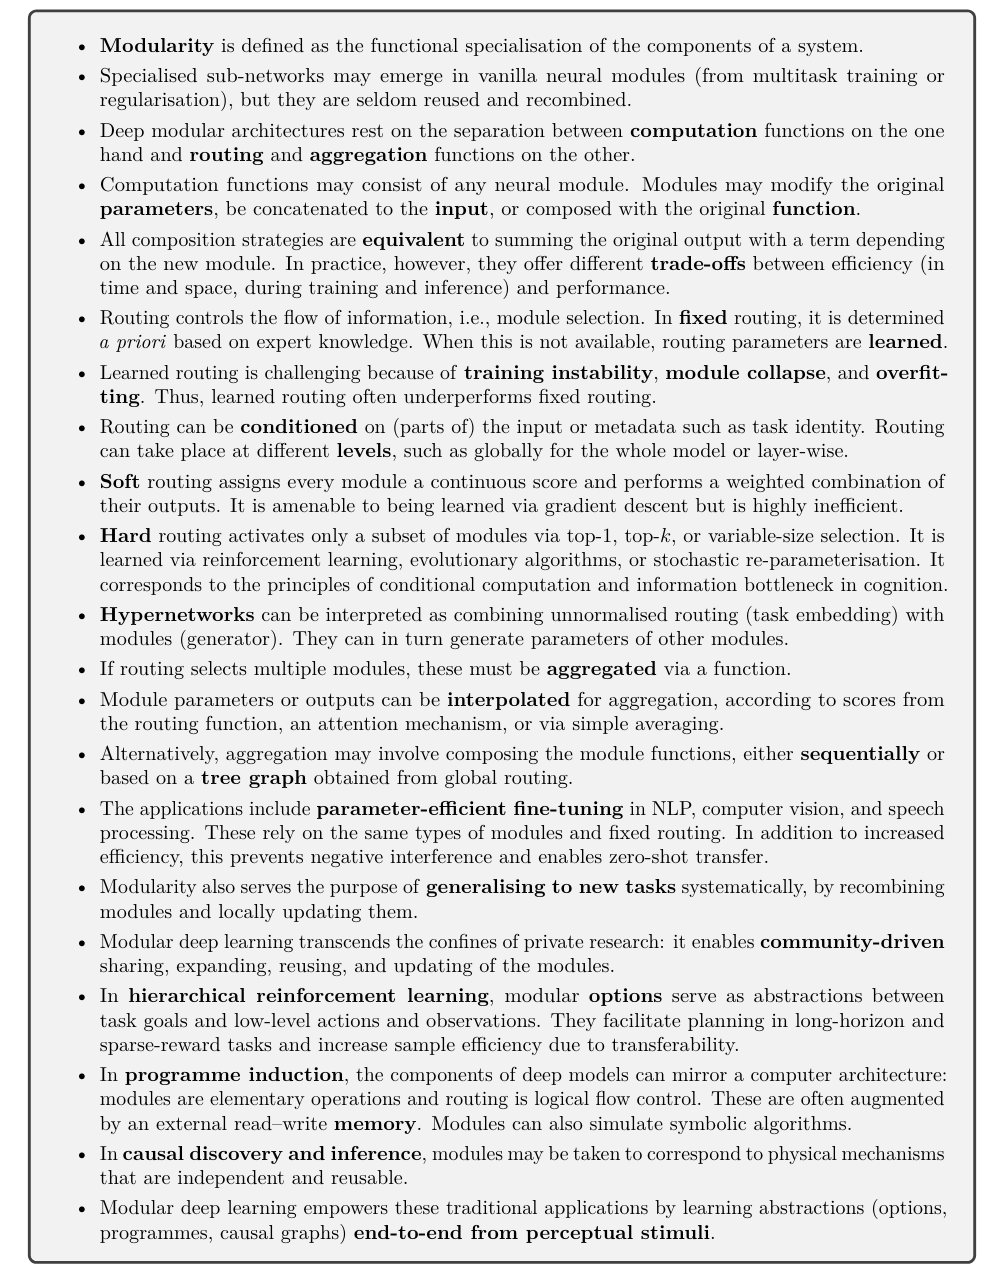 • Modularity is defined as the functional specialisation of the components of a system.
• Specialised sub-networks may emerge in vanilla neural modules (from multitask training or
regularisation), but they are seldom reused and recombined.
• Deep modular architectures rest on the separation between computation functions on the one
hand and routing and aggregation functions on the other.
• Computation functions may consist of any neural module. Modules may modify the original
parameters, be concatenated to the input, or composed with the original function.
• All composition strategies are equivalent to summing the original output with a term depending
on the new module. In practice, however, they offer different trade-offs between efficiency (in
time and space, during training and inference) and performance.
• Routing controls the flow of information, i.e., module selection. In fixed routing, it is determined
a priori based on expert knowledge. When this is not available, routing parameters are learned.
• Learned routing is challenging because of training instability, module collapse, and overfit-
ting. Thus, learned routing often underperforms fixed routing.
• Routing can be conditioned on (parts of) the input or metadata such as task identity. Routing
can take place at different levels, such as globally for the whole model or layer-wise.
• Soft routing assigns every module a continuous score and performs a weighted combination of
their outputs. It is amenable to being learned via gradient descent but is highly inefficient.
• Hard routing activates only a subset of modules via top-1, top-k, or variable-size selection. It is
learned via reinforcement learning, evolutionary algorithms, or stochastic re-parameterisation. It
corresponds to the principles of conditional computation and information bottleneck in cognition.
• Hypernetworks can be interpreted as combining unnormalised routing (task embedding) with
modules (generator). They can in turn generate parameters of other modules.
• If routing selects multiple modules, these must be aggregated via a function.
• Module parameters or outputs can be interpolated for aggregation, according to scores from
the routing function, an attention mechanism, or via simple averaging.
• Alternatively, aggregation may involve composing the module functions, either sequentially or
based on a tree graph obtained from global routing.
• The applications include parameter-efficient fine-tuning in NLP, computer vision, and speech
processing. These rely on the same types of modules and fixed routing. In addition to increased
efficiency, this prevents negative interference and enables zero-shot transfer.
• Modularity also serves the purpose of generalising to new tasks systematically, by recombining
modules and locally updating them.
• Modular deep learning transcends the confines of private research: it enables community-driven
sharing, expanding, reusing, and updating of the modules.
• In hierarchical reinforcement learning, modular options serve as abstractions between
task goals and low-level actions and observations. They facilitate planning in long-horizon and
sparse-reward tasks and increase sample efficiency due to transferability.
• In programme induction, the components of deep models can mirror a computer architecture:
modules are elementary operations and routing is logical flow control. These are often augmented
by an external read–write memory. Modules can also simulate symbolic algorithms.
• In causal discovery and inference, modules may be taken to correspond to physical mechanisms
that are independent and reusable.
• Modular deep learning empowers these traditional applications by learning abstractions (options,
programmes, causal graphs) end-to-end from perceptual stimuli.